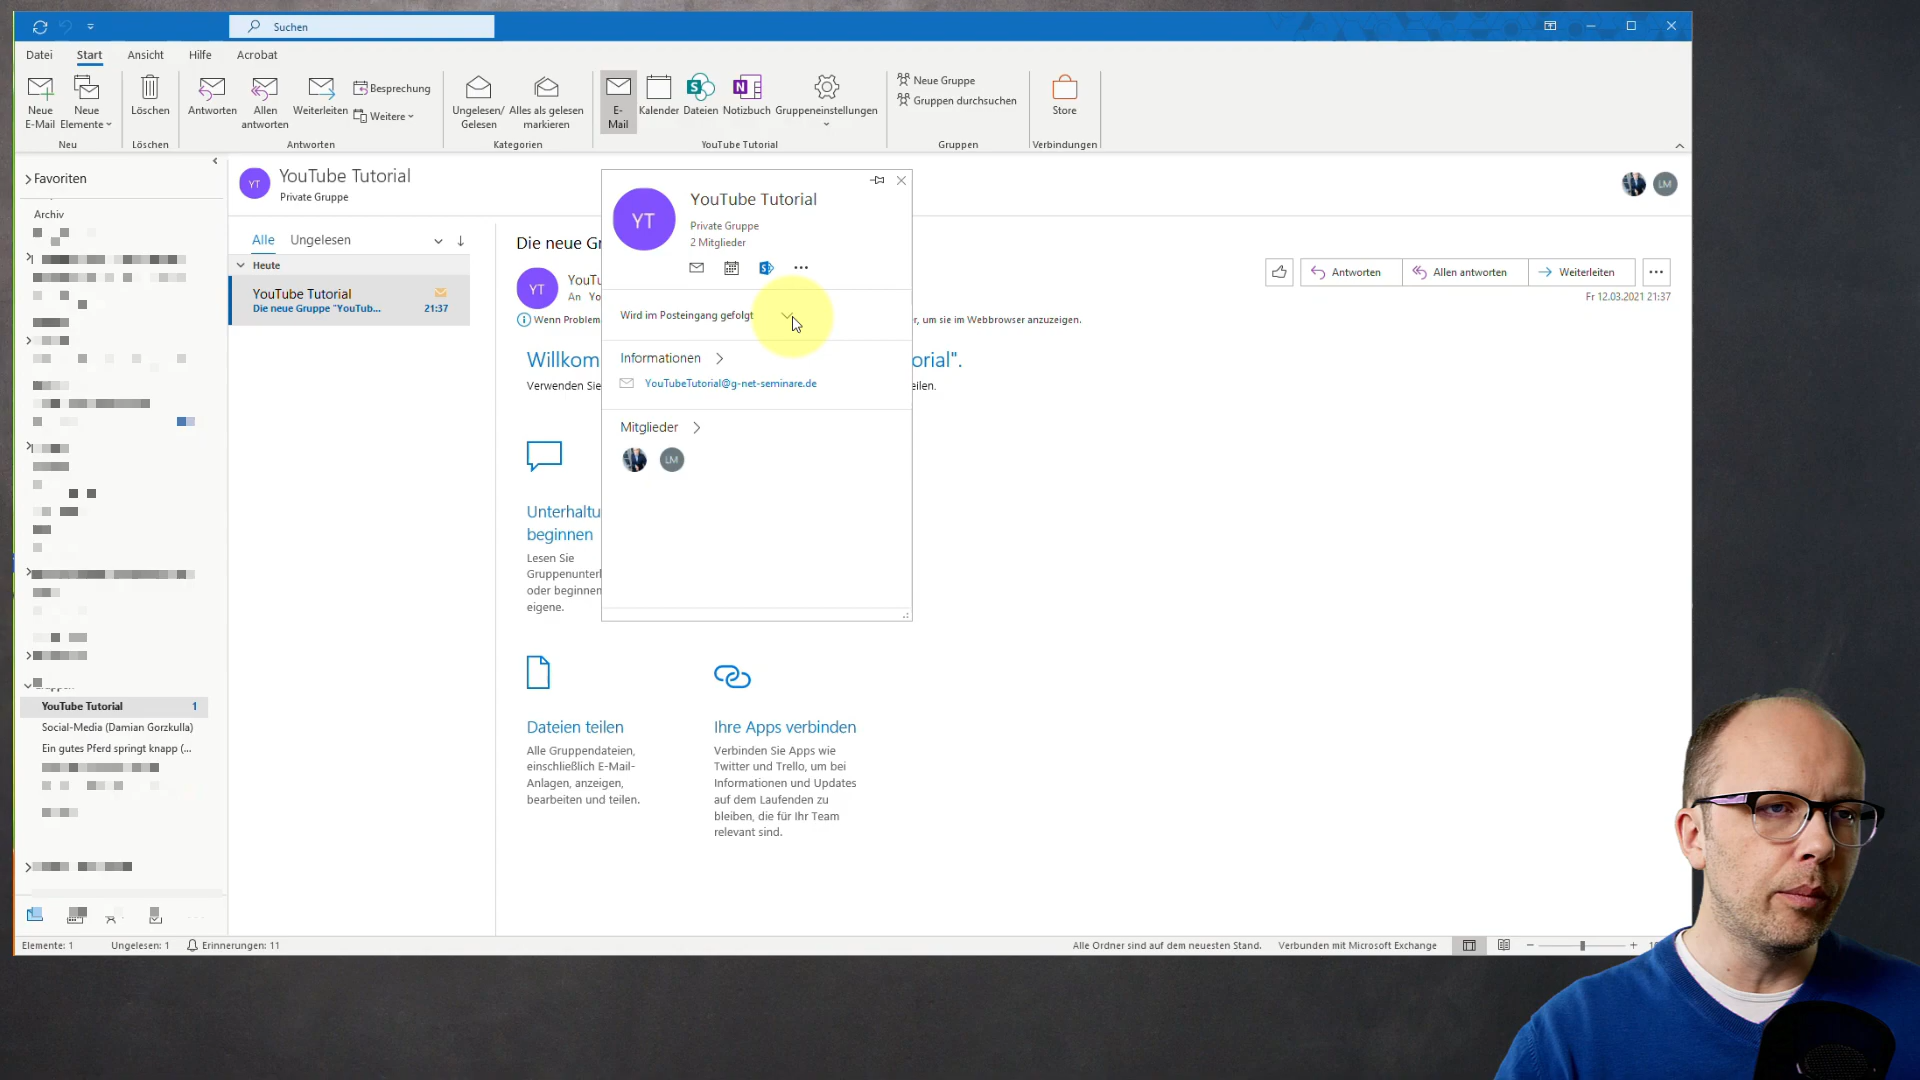 Suchen
Datei Start Ansicht Hilfe Acrobat
Neue E-Mail
Neue Elemente
Löschen
Antworten
Allen antworten
Weiterleiten
Besprechung
Weitere
Ungelesen/ Gelesen
Alles als gelesen markieren
E-Mail
Kalender
Dateien
Notizbuch
Gruppeneinstellungen
Neue Gruppe
Gruppen durchsuchen
Store
Neu Löschen Antworten Kategorien YouTube Tutorial Gruppen Verbindungen
Favoriten
Archiv
YouTube Tutorial 1
Social-Media (Damian Gorzkulla)
Ein gutes Pferd springt knapp (...
YT
YouTube Tutorial
Private Gruppe
LM
Alle Ungelesen
Heute
YouTube Tutorial
Die neue Gruppe "YouTub... 21:37
Die neue Gr
YT
YouTu
An Yo
Wenn Problem
r, um sie im Webbrowser anzuzeigen.
Antworten Allen antworten Weiterleiten
Fr 12.03.2021 21:37
Willkom
orial".
Verwenden Sie
eilen.
YT
YouTube Tutorial
Private Gruppe
2 Mitglieder
Wird im Posteingang gefolgt
Informationen
YouTubeTutorial@g-net-seminare.de
Mitglieder
LM
Unterhaltu
beginnen
Lesen Sie
Gruppenunterl
oder beginnen
eigene.
Dateien teilen
Alle Gruppendateien,
einschließlich E-Mail-
Anlagen, anzeigen,
bearbeiten und teilen.
Ihre Apps verbinden
Verbinden Sie Apps wie
Twitter und Trello, um bei
Informationen und Updates
auf dem Laufenden zu
bleiben, die für Ihr Team
relevant sind.
Elemente: 1 Ungelesen: 1 Erinnerungen: 11
Alle Ordner sind auf dem neuesten Stand. Verbunden mit Microsoft Exchange